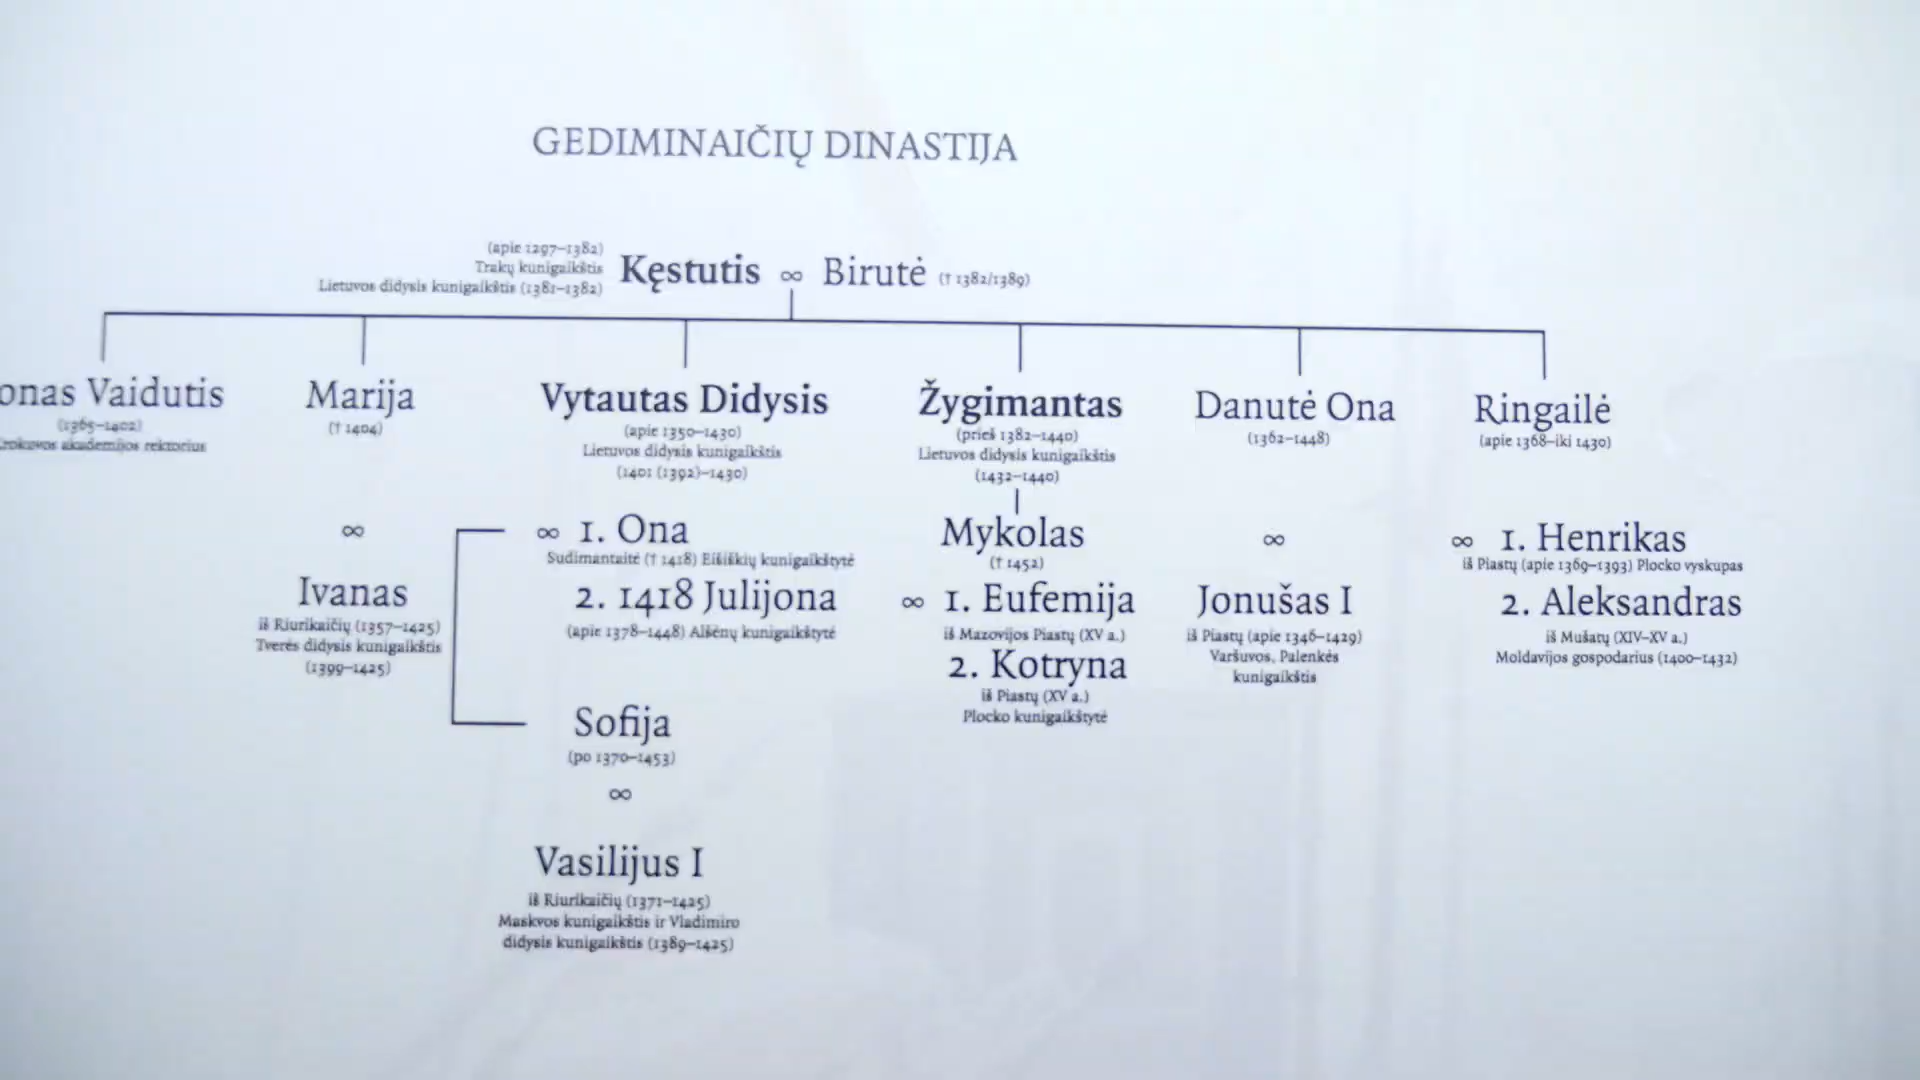 GEDIMINAIČIŲ DINASTIJA
(apie 1297–1382)
Trakų kunigaikštis
Lietuvos didysis kunigaikštis (1381–1382)
Kęstutis ∞ Birutė († 1382/1389)
onas Vaidutis
(1365–1402)
Krokuvos akademijos rektorius
Marija
(† 1404)
∞
Ivanas
iš Riurikaičių (1357–1425)
Tverės didysis kunigaikštis
(1399–1425)
Vytautas Didysis
(apie 1350–1430)
Lietuvos didysis kunigaikštis
(1401 (1392)–1430)
∞ 1. Ona
Sudimantaitė († 1418) Eišiškių kunigaikštytė
2. 1418 Julijona
(apie 1378–1448) Alšėnų kunigaikštytė
Sofija
(po 1370–1453)
∞
Vasilijus I
iš Riurikaičių (1371–1425)
Maskvos kunigaikštis ir Vladimiro
didysis kunigaikštis (1389–1425)
Žygimantas
(prieš 1382–1440)
Lietuvos didysis kunigaikštis
(1432–1440)
Mykolas
(† 1452)
∞ 1. Eufemija
iš Mazovijos Piastų (XV a.)
2. Kotryna
iš Piastų (XV a.)
Plocko kunigaikštytė
Danutė Ona
(1362–1448)
∞
Jonušas I
iš Piastų (apie 1346–1429)
Varšuvos, Palenkės
kunigaikštis
Ringailė
(apie 1368–iki 1430)
∞ 1. Henrikas
iš Piastų (apie 1369–1393) Plocko vyskupas
2. Aleksandras
iš Mušatų (XIV–XV a.)
Moldavijos gospodarius (1400–1432)